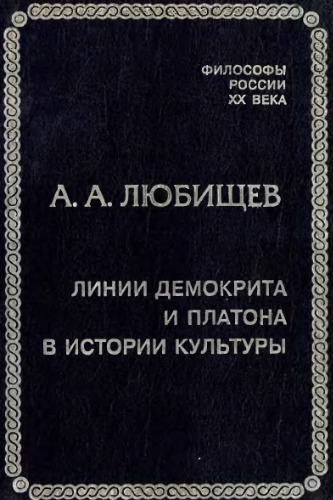 ФИЛОСОФЫ
РОССИИ
XX ВЕКА
А. А. ЛЮБИЩЕВ
ЛИНИИ ДЕМОКРИТА
И ПЛАТОНА
В ИСТОРИИ КУЛЬТУРЫ